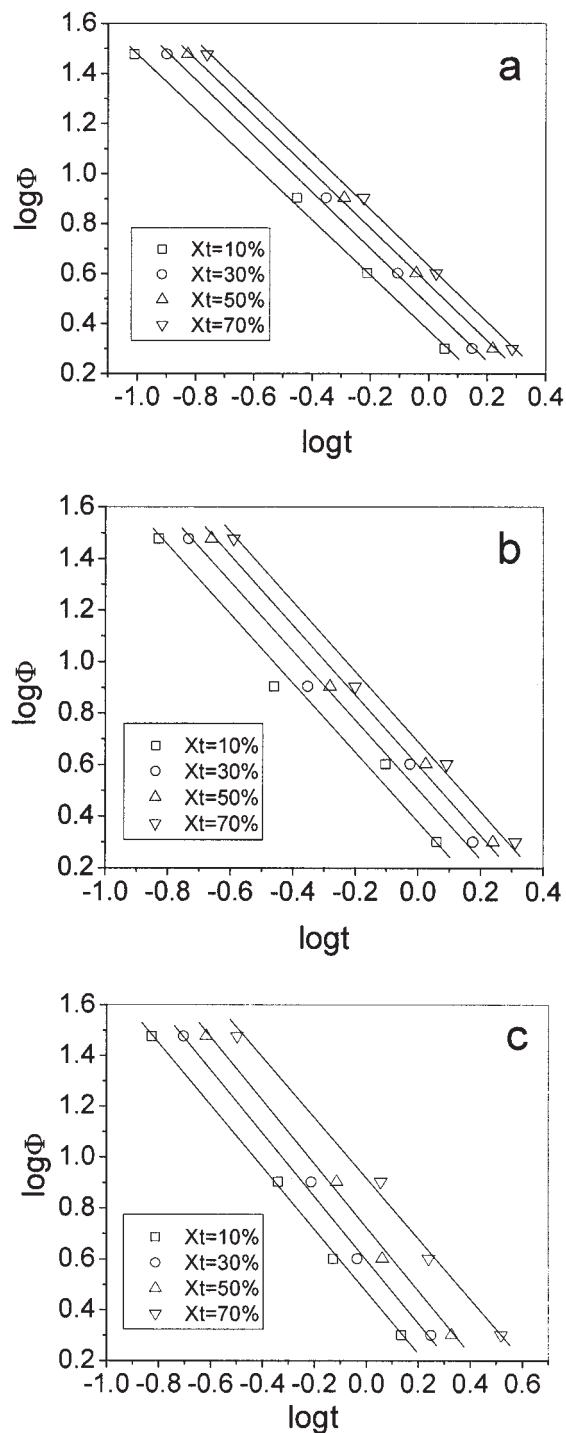 1.6
1.4
1.2
1.0
0.8
0.6
0.4
0.2
logΦ
a
□ Xt=10%
○ Xt=30%
△ Xt=50%
▽ Xt=70%
-1.0 -0.8 -0.6 -0.4 -0.2 0.0 0.2 0.4
logt
1.6
1.4
1.2
1.0
0.8
0.6
0.4
0.2
logΦ
b
□ Xt=10%
○ Xt=30%
△ Xt=50%
▽ Xt=70%
-1.0 -0.8 -0.6 -0.4 -0.2 0.0 0.2 0.4
logt
1.6
1.4
1.2
1.0
0.8
0.6
0.4
0.2
logΦ
c
□ Xt=10%
○ Xt=30%
△ Xt=50%
▽ Xt=70%
-1.0 -0.8 -0.6 -0.4 -0.2 0.0 0.2 0.4 0.6
logt